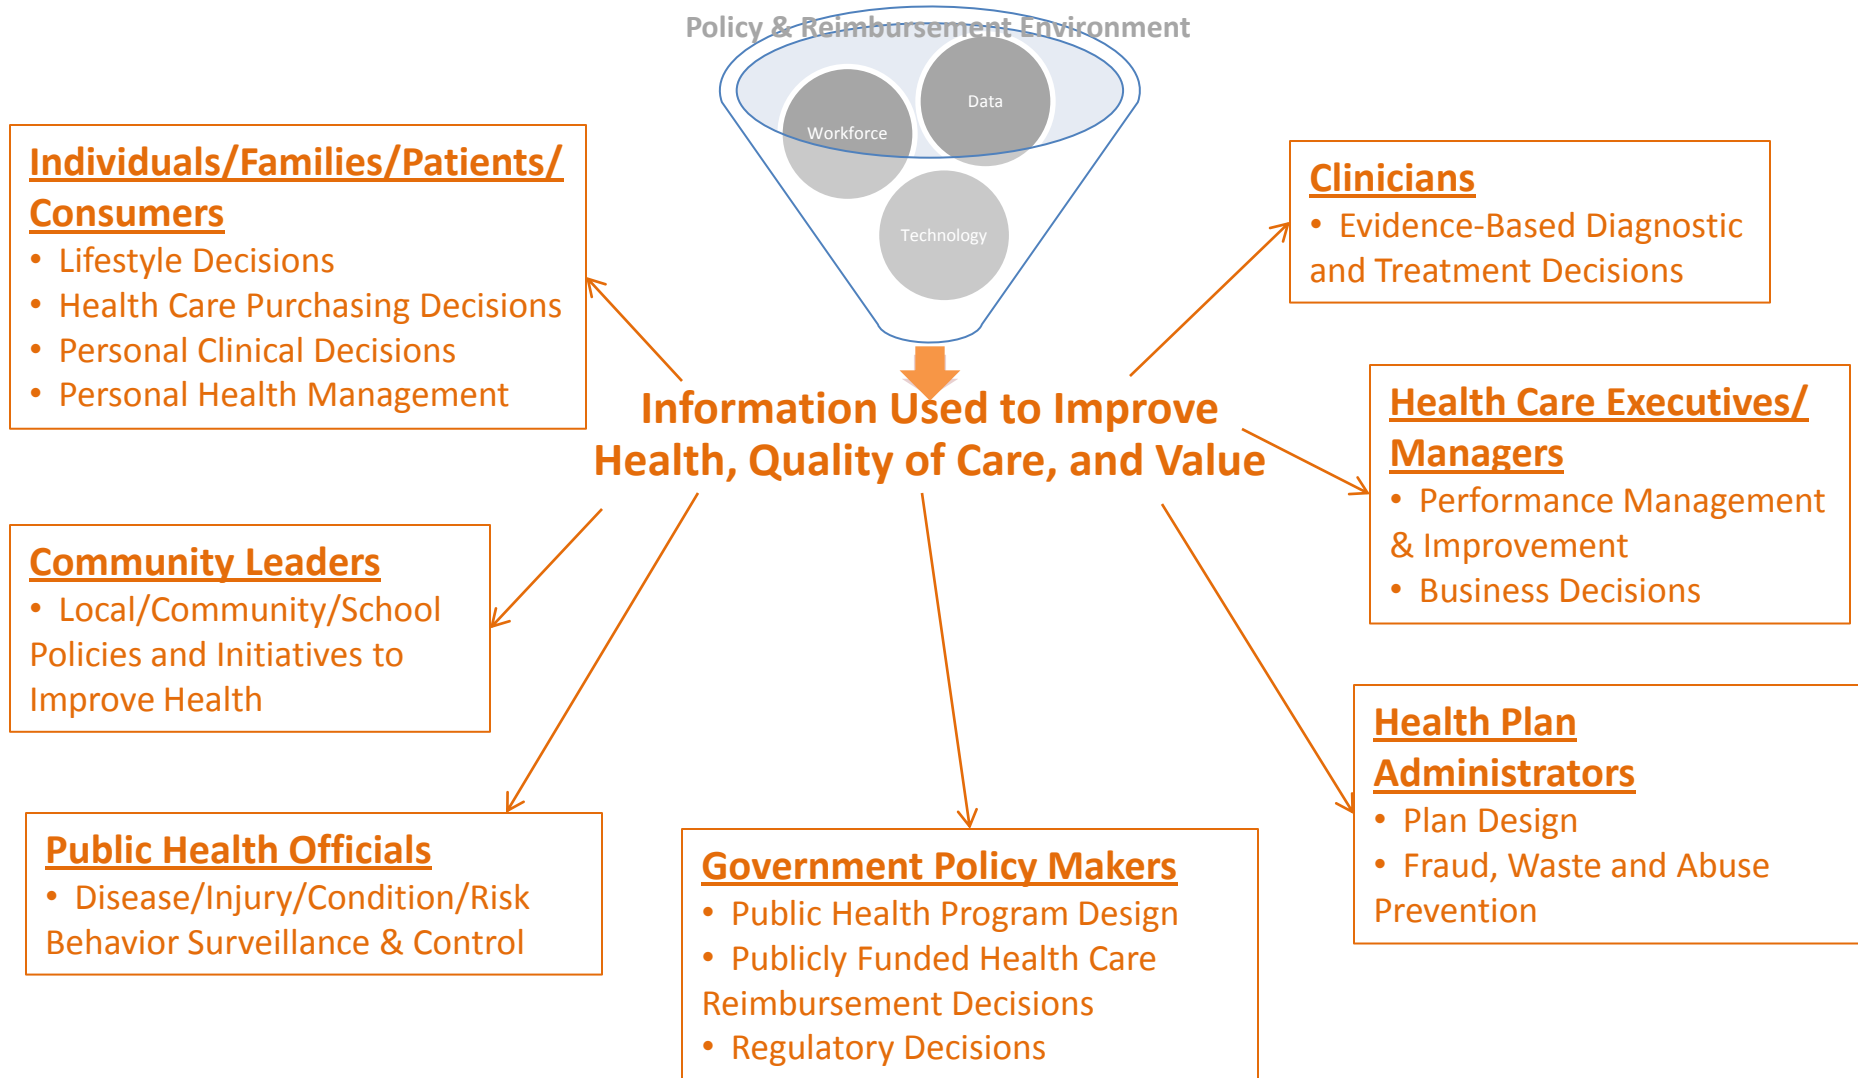 Policy & Reimbursement Environment
Data
Workforce
Technology
Individuals/Families/Patients/
Consumers
• Lifestyle Decisions
• Health Care Purchasing Decisions
• Personal Clinical Decisions
• Personal Health Management
Clinicians
• Evidence-Based Diagnostic
and Treatment Decisions
Information Used to Improve
Health, Quality of Care, and Value
Health Care Executives/
Managers
• Performance Management
& Improvement
• Business Decisions
Community Leaders
• Local/Community/School
Policies and Initiatives to
Improve Health
Health Plan
Administrators
• Plan Design
• Fraud, Waste and Abuse
Prevention
Public Health Officials
• Disease/Injury/Condition/Risk
Behavior Surveillance & Control
Government Policy Makers
• Public Health Program Design
• Publicly Funded Health Care
Reimbursement Decisions
• Regulatory Decisions